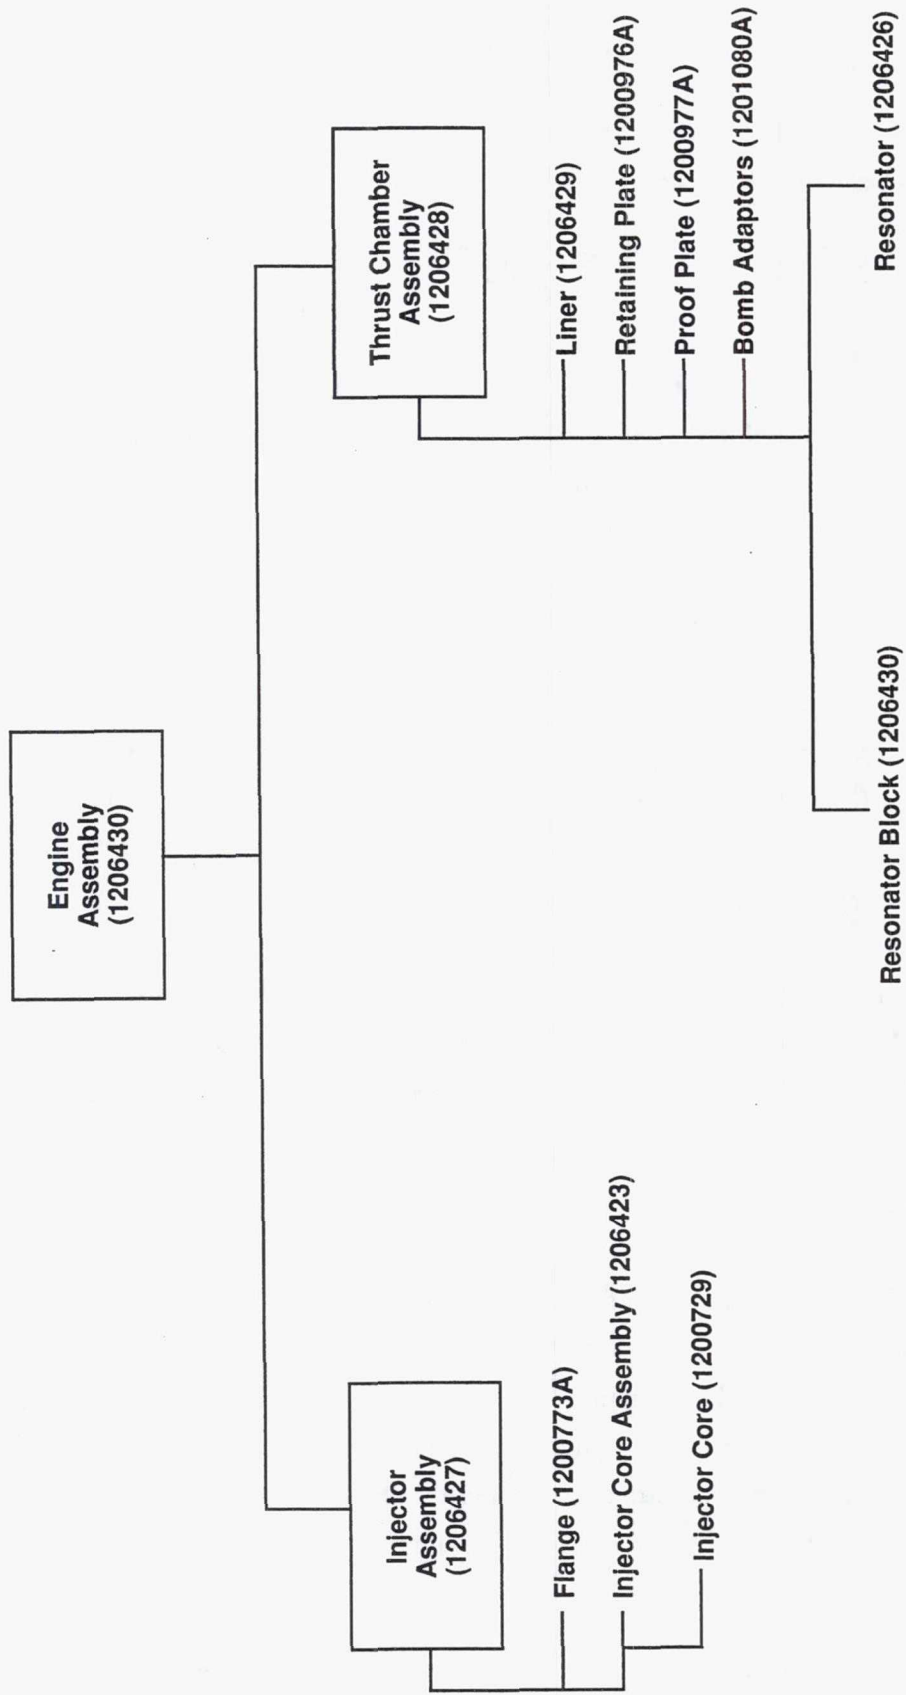 Engine
Assembly
(1206430)
Injector
Assembly
(1206427)
Flange (1200773A)
Injector Core Assembly (1206423)
Injector Core (1200729)
Thrust Chamber
Assembly
(1206428)
Liner (1206429)
Retaining Plate (1200976A)
Proof Plate (1200977A)
Bomb Adaptors (1201080A)
Resonator Block (1206430)
Resonator (1206426)